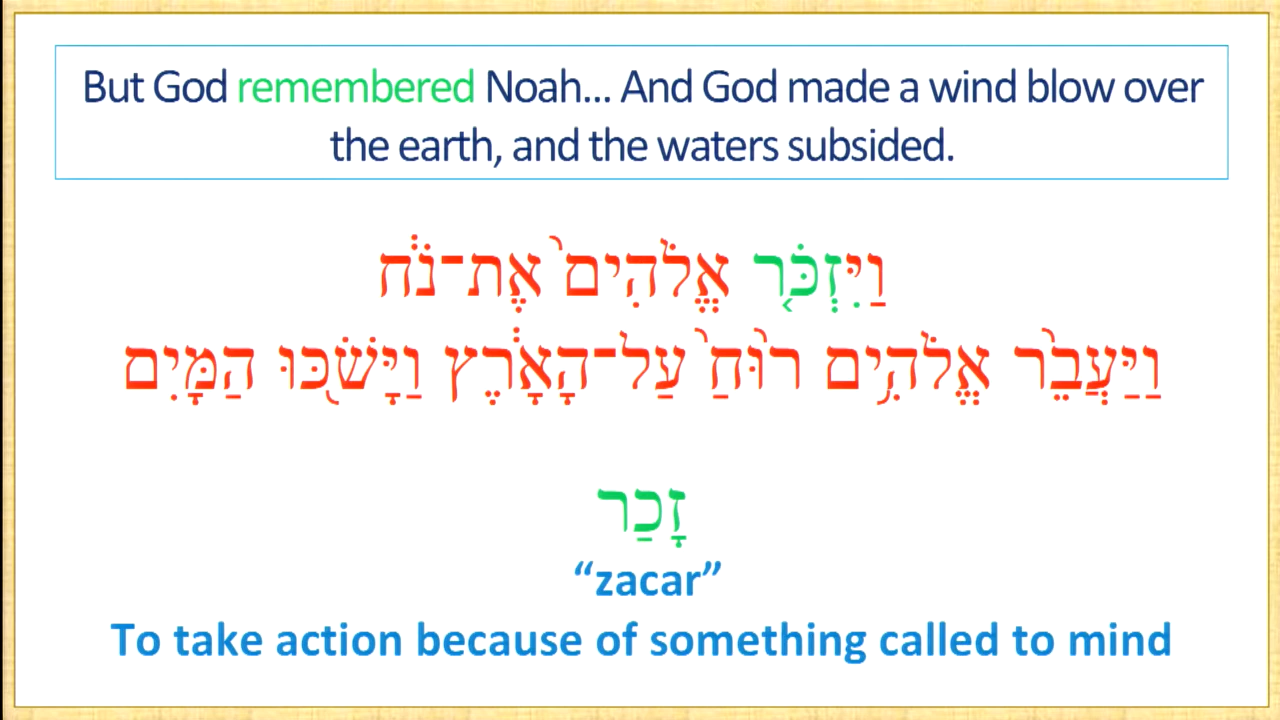 But God remembered Noah... And God made a wind blow over
the earth, and the waters subsided.
וַיִּזְכֹּ֤ר אֱלֹהִים֙ אֶת־נֹ֔ח
וַיַּעֲבֵ֨ר אֱלֹהִ֥ים ר֙וּחַ֙ עַל־הָאָ֔רֶץ וַיָּשֹׁ֖כּוּ הַמָּֽיִם
זָכַר
“zacar”
To take action because of something called to mind